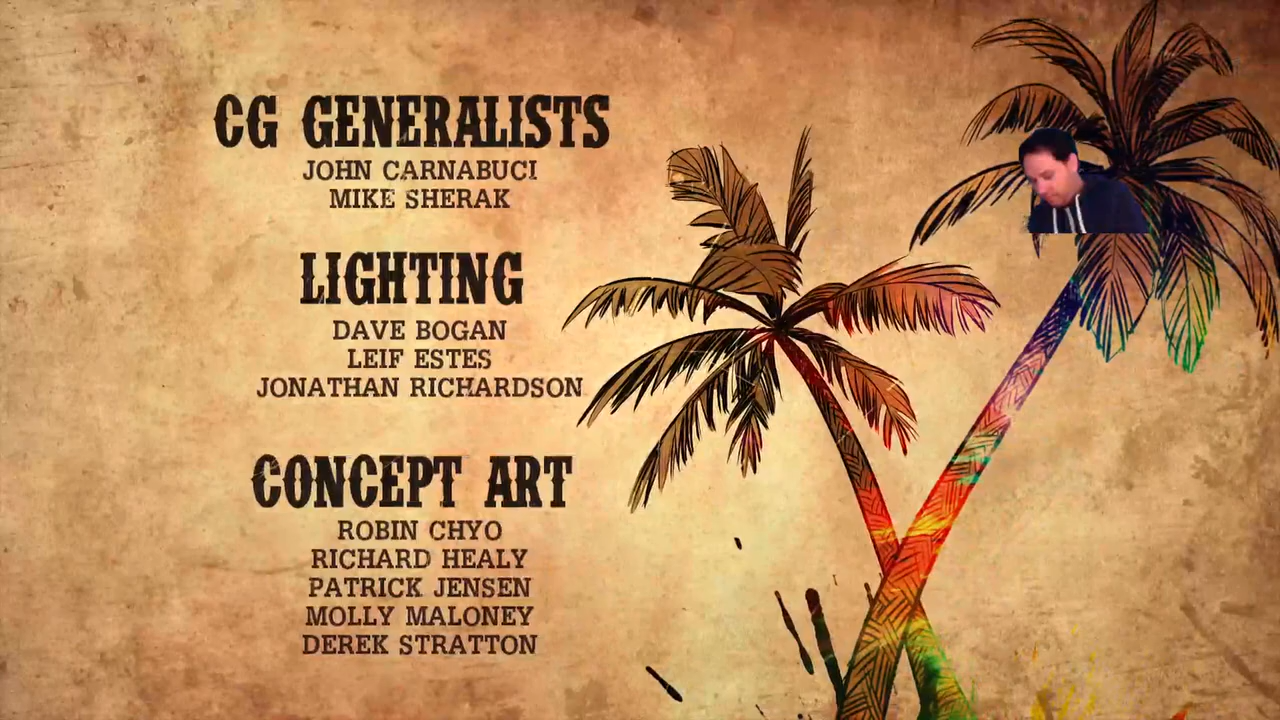 CG GENERALISTS
JOHN CARNABUCI
MIKE SHERAK
LIGHTING
DAVE BOGAN
LEIF ESTES
JONATHAN RICHARDSON
CONCEPT ART
ROBIN CHYO
RICHARD HEALY
PATRICK JENSEN
MOLLY MALONEY
DEREK STRATTON